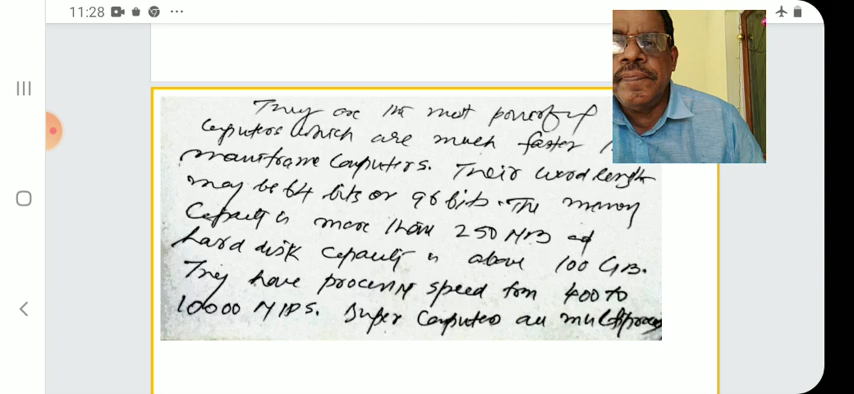 11:28
They are the most powerful
Computers which are much faster
mainframe Computers. Their word length
may be 64 bits or 96 bits. The memory
Capacity is more than 250 MB and
hard disk capacity is above 100 GB.
They have processing speed from 400 to
10000 MIPS. Super Computers are multiprocess